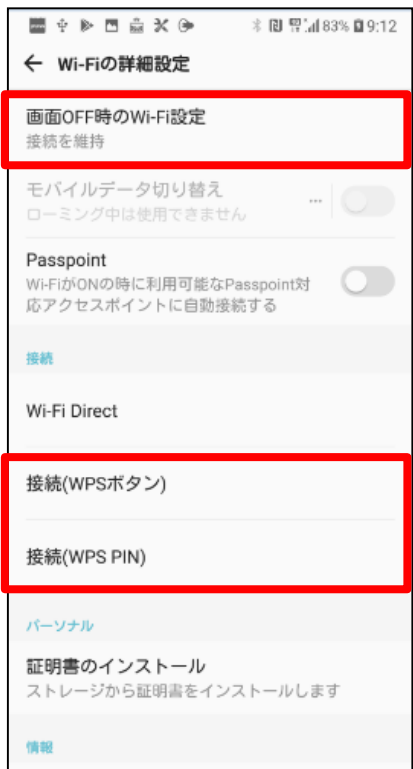 83% 9:12
Wi-Fiの詳細設定
画面OFF時のWi-Fi設定
接続を維持
モバイルデータ切り替え
ローミング中は使用できません
Passpoint
Wi-FiがONの時に利用可能なPasspoint対
応アクセスポイントに自動接続する
接続
Wi-Fi Direct
接続(WPSボタン)
接続(WPS PIN)
パーソナル
証明書のインストール
ストレージから証明書をインストールします
情報